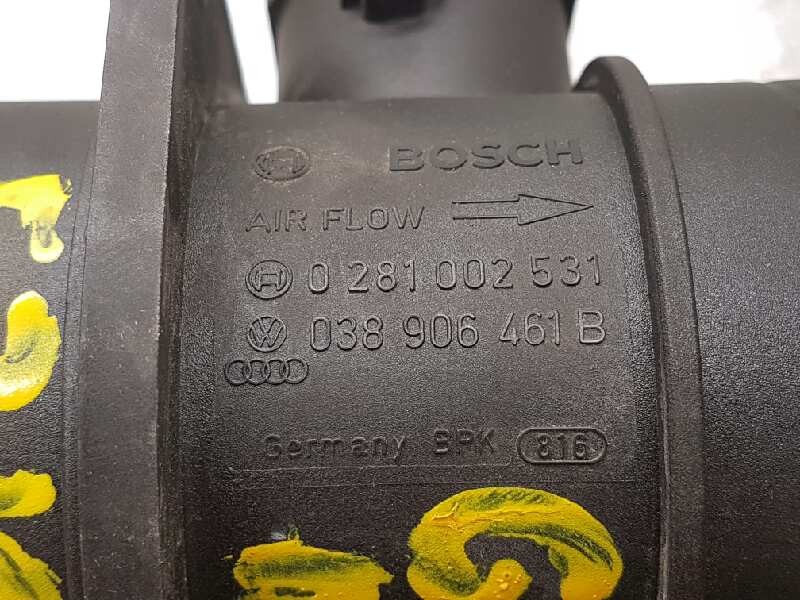 BOSCH
AIR FLOW
0 281 002 531
038 906 461 B
Germany BPK 816